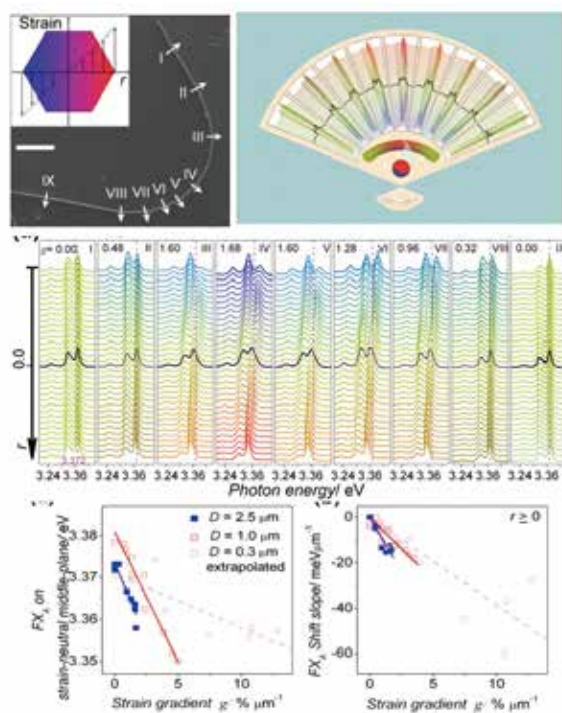 Strain
r
I
II
III
IV
V
VI
VII
VIII
IX
g= 0.00 I 0.48 II 1.60 III 1.68 IV 1.60 V 1.28 VI 0.96 VII 0.32 VIII 0.00
0.0
r
3.24 3.36 3.24 3.36 3.24 3.36 3.24 3.36 3.24 3.36 3.24 3.36 3.24 3.36 3.24 3.36 3.24 3.36
Photon energy/ eV
3.38
3.37
3.36
3.35
FX_A on
strain-neutral middle-plane/ eV
D = 2.5 μm
D = 1.0 μm
D = 0.3 μm
extrapolated
0 5 10
Strain gradient g · % μm⁻¹
0
-20
-40
-60
FX_A Shift slope/ meVμm⁻¹
r ≥ 0
0 5 10
Strain gradient g · % μm⁻¹